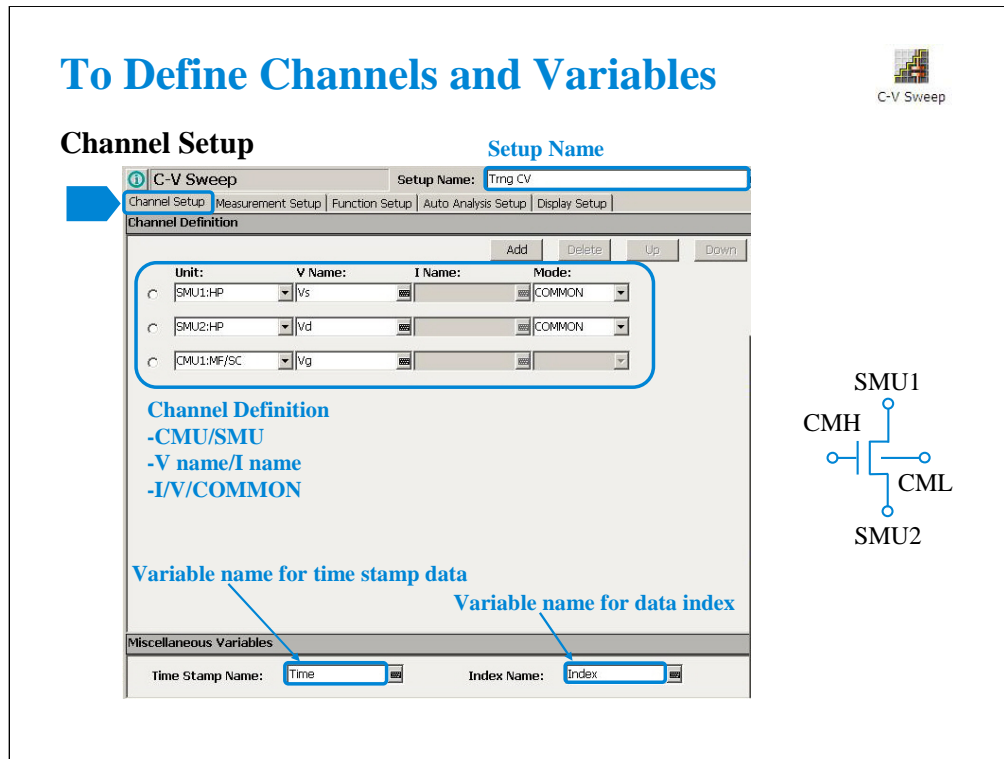 To Define Channels and Variables
C-V Sweep
Channel Setup
Setup Name
C-V Sweep Setup Name: Trng CV
Channel Setup Measurement Setup Function Setup Auto Analysis Setup Display Setup
Channel Definition
Add Delete Up Down
Unit: V Name: I Name: Mode:
SMU1:HP Vs COMMON
SMU2:HP Vd COMMON
CMU1:MF/SC Vg
Channel Definition
-CMU/SMU
-V name/I name
-I/V/COMMON
SMU1
CMH
CML
SMU2
Variable name for time stamp data
Variable name for data index
Miscellaneous Variables
Time Stamp Name: Time Index Name: Index